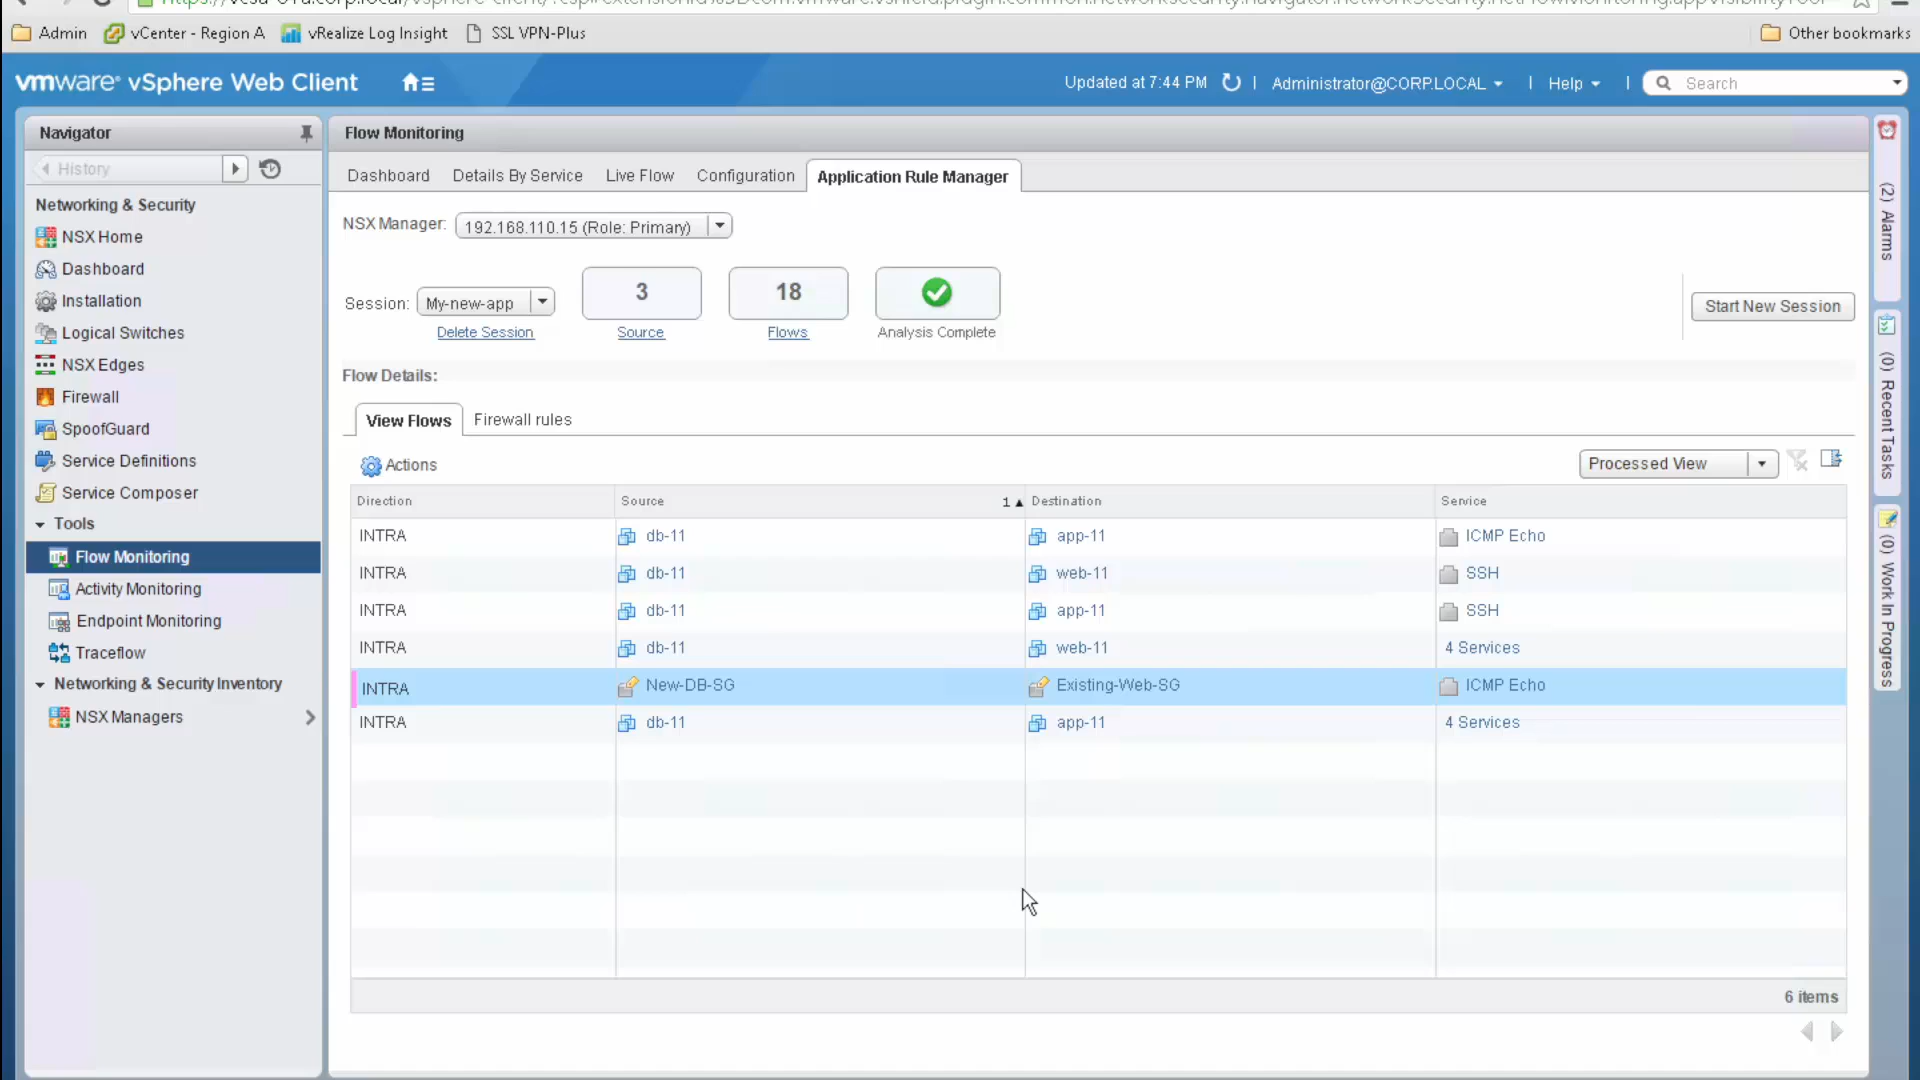 Admin
vCenter - Region A
vRealize Log Insight
SSL VPN-Plus
Other bookmarks
vmware® vSphere Web Client
Updated at 7:44 PM
Administrator@CORP.LOCAL
Help
Search
Navigator
History
Networking & Security
NSX Home
Dashboard
Installation
Logical Switches
NSX Edges
Firewall
SpoofGuard
Service Definitions
Service Composer
Tools
Flow Monitoring
Activity Monitoring
Endpoint Monitoring
Traceflow
Networking & Security Inventory
NSX Managers
Flow Monitoring
Dashboard
Details By Service
Live Flow
Configuration
Application Rule Manager
NSX Manager:
192.168.110.15 (Role: Primary)
Session:
My-new-app
Delete Session
3
Source
18
Flows
Analysis Complete
Start New Session
Flow Details:
View Flows
Firewall rules
Actions
Processed View
Direction Source 1 Destination Service
INTRA db-11 app-11 ICMP Echo
INTRA db-11 web-11 SSH
INTRA db-11 app-11 SSH
INTRA db-11 web-11 4 Services
INTRA New-DB-SG Existing-Web-SG ICMP Echo
INTRA db-11 app-11 4 Services
6 items
(2) Alarms
(0) Recent Tasks
(0) Work In Progress